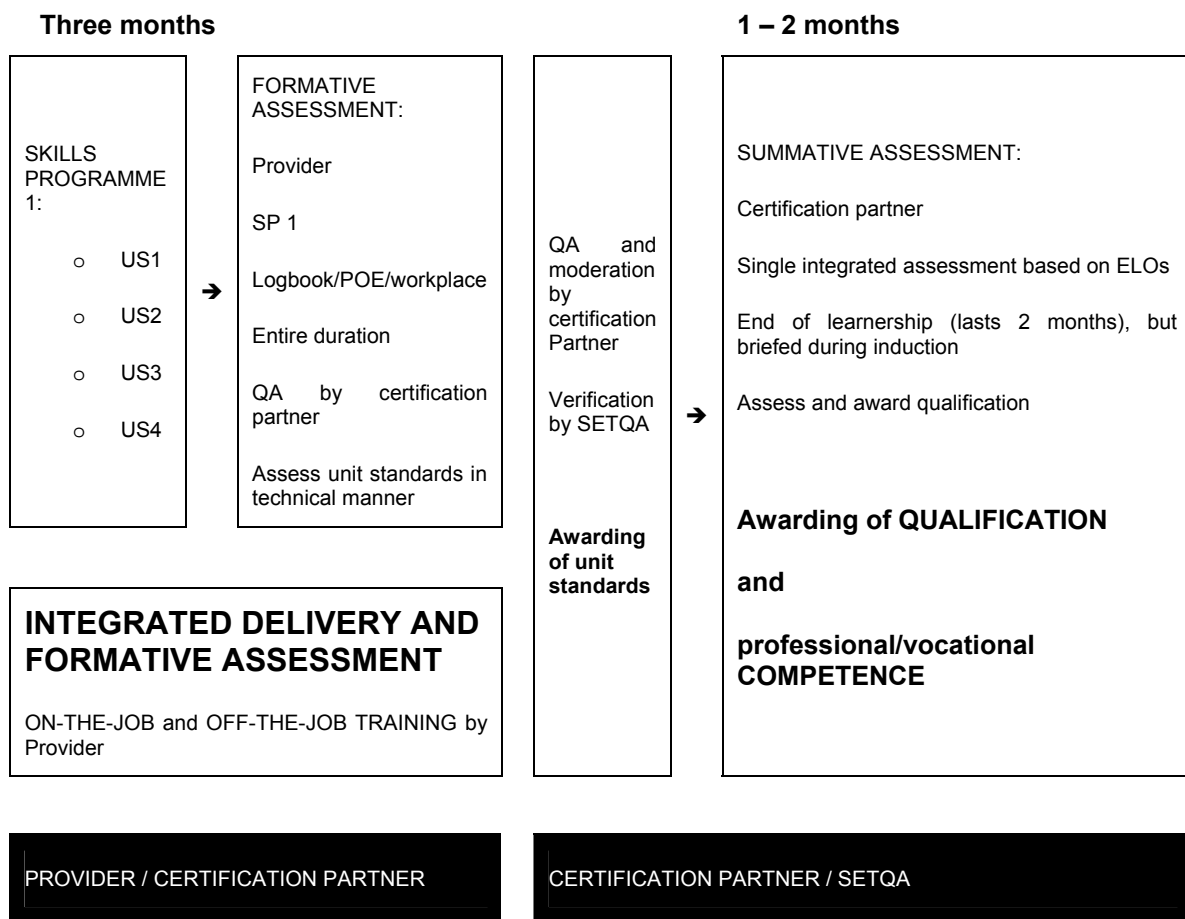 Three months
1 – 2 months
SKILLS
PROGRAMME
1:
o US1
o US2
o US3
o US4
➔
FORMATIVE
ASSESSMENT:
Provider
SP 1
Logbook/POE/workplace
Entire duration
QA by certification
partner
Assess unit standards in
technical manner
INTEGRATED DELIVERY AND
FORMATIVE ASSESSMENT
ON-THE-JOB and OFF-THE-JOB TRAINING by
Provider
QA and
moderation
by
certification
Partner
Verification
by SETQA
Awarding
of unit
standards
➔
SUMMATIVE ASSESSMENT:
Certification partner
Single integrated assessment based on ELOs
End of learnership (lasts 2 months), but
briefed during induction
Assess and award qualification
Awarding of QUALIFICATION
and
professional/vocational
COMPETENCE
PROVIDER / CERTIFICATION PARTNER
CERTIFICATION PARTNER / SETQA